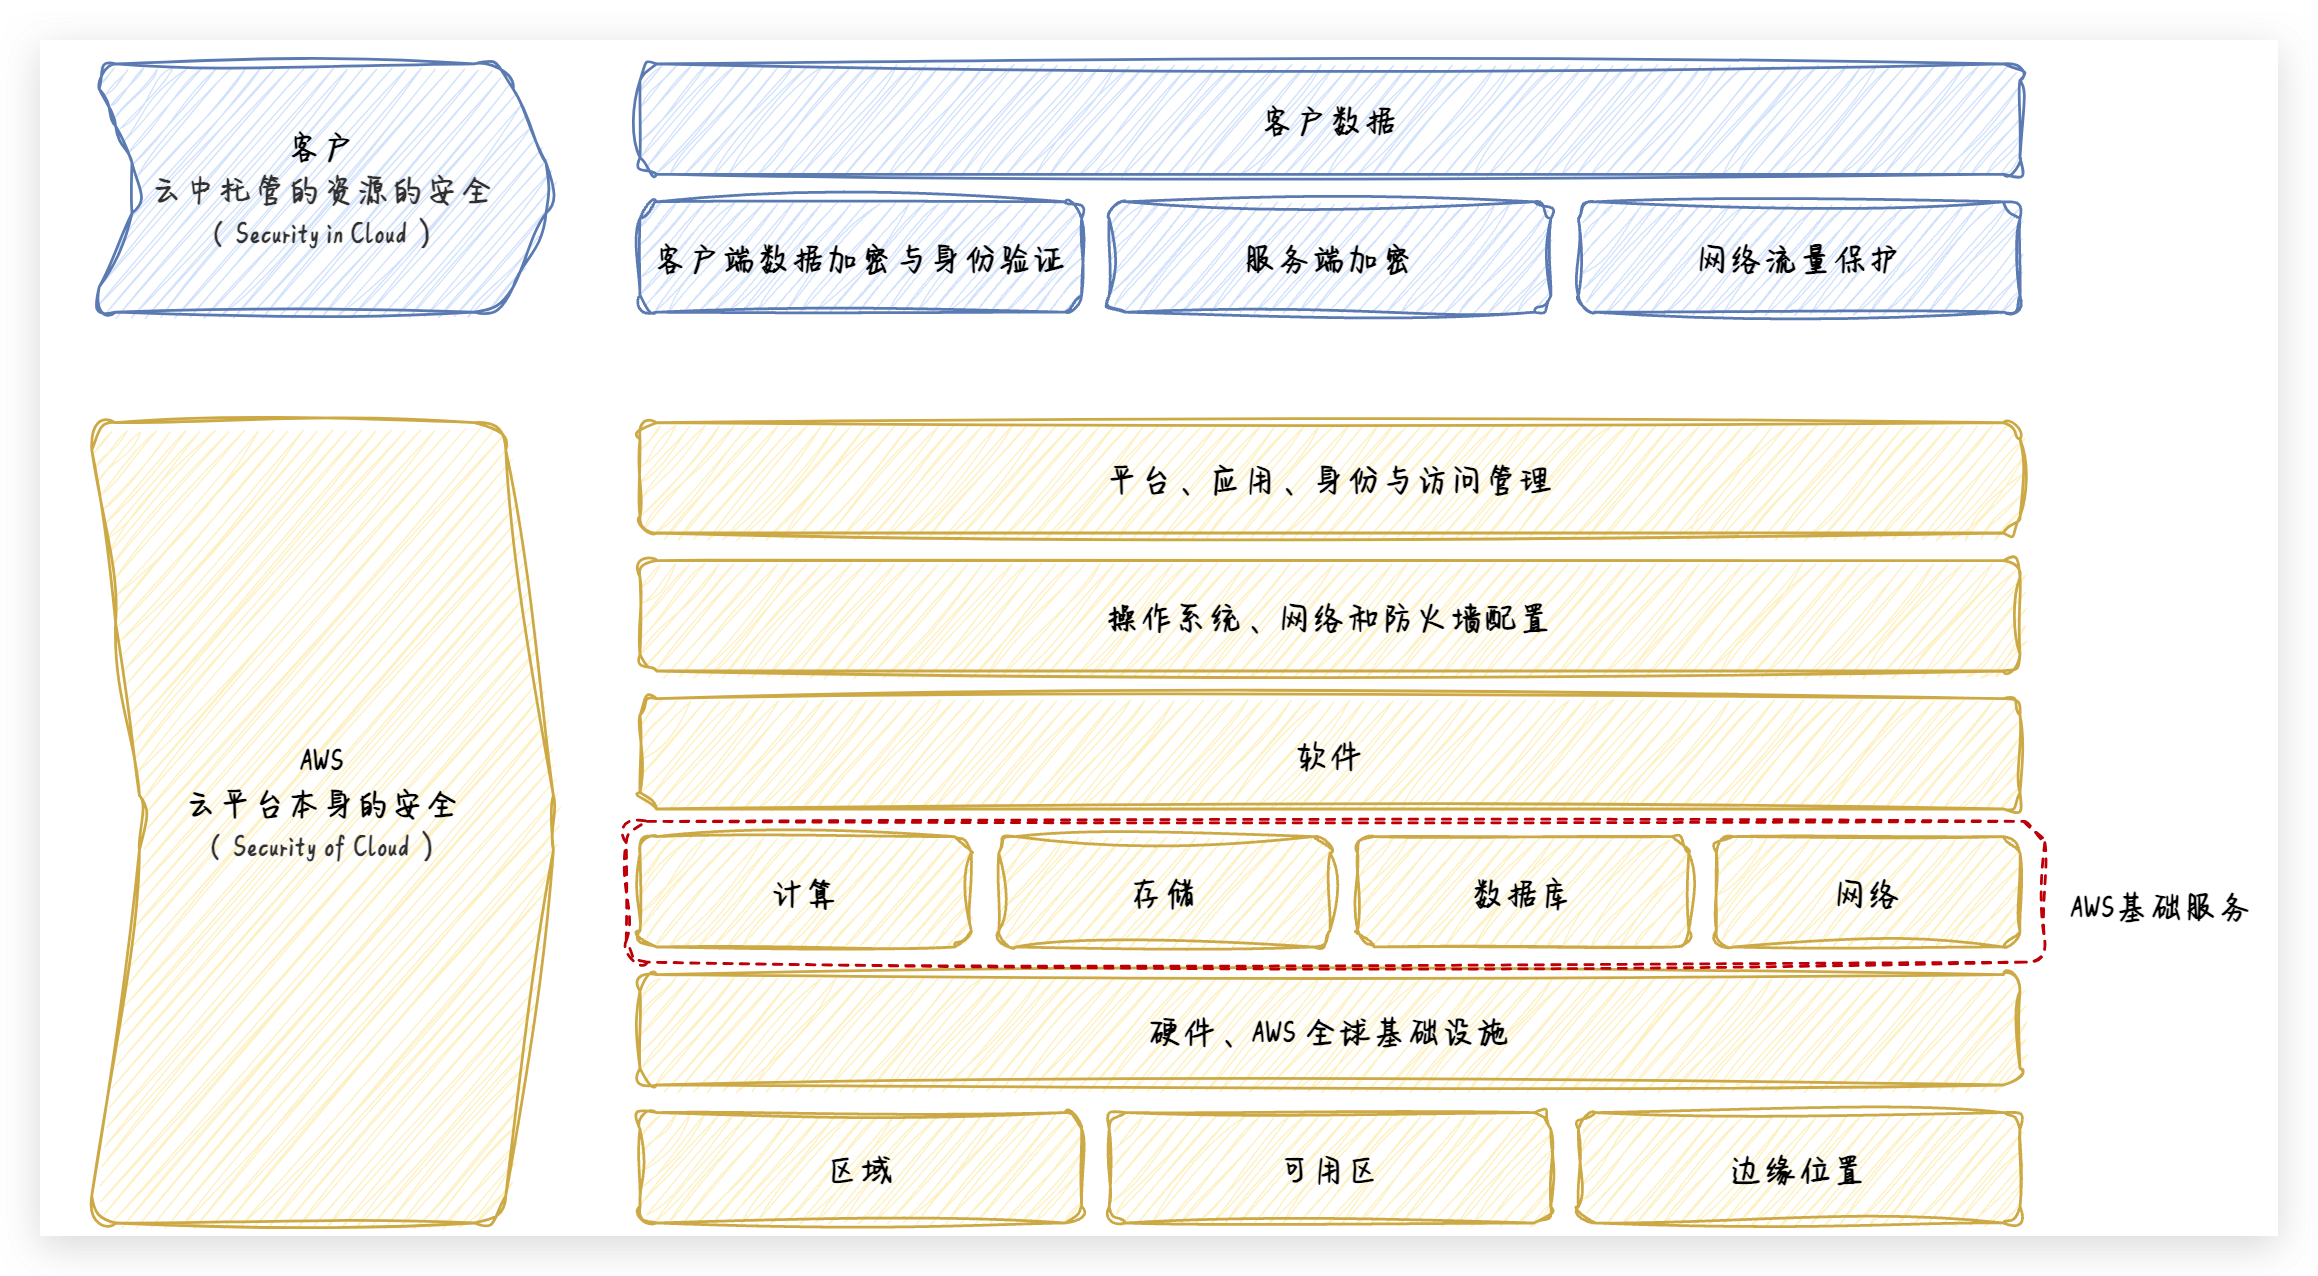 客户
云中托管的资源的安全
( Security in Cloud )
客户数据
客户端数据加密与身份验证
服务端加密
网络流量保护
AWS
云平台本身的安全
( Security of Cloud )
平台、应用、身份与访问管理
操作系统、网络和防火墙配置
软件
计算
存储
数据库
网络
AWS基础服务
硬件、AWS 全球基础设施
区域
可用区
边缘位置